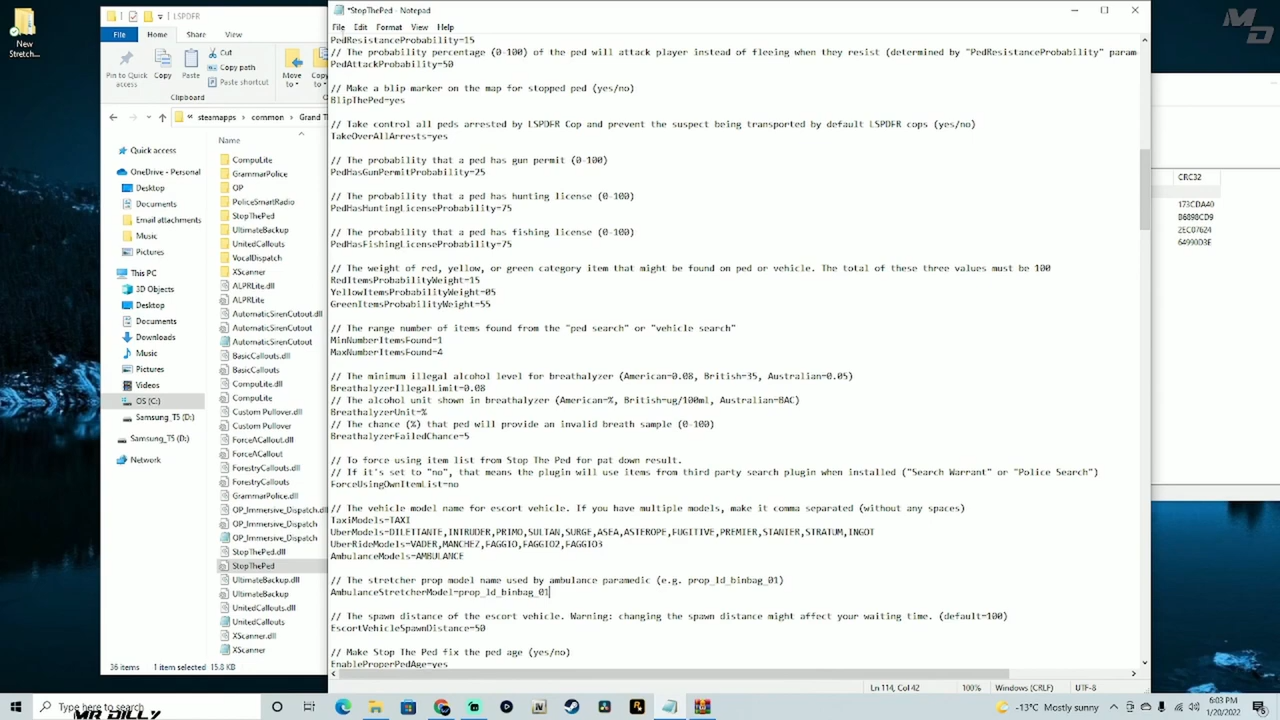 New
Stretch...
LSPDFR
File
Home
Share
View
Pin to Quick
access
Copy
Paste
Cut
Copy path
Paste shortcut
Move
to
Copy
to
Clipboard
« steamapps > common > Grand T
Name
Quick access
OneDrive - Personal
Desktop
Documents
Email attachments
Music
Pictures
This PC
3D Objects
Desktop
Documents
Downloads
Music
Pictures
Videos
OS (C:)
Samsung_T5 (D:)
Samsung_T5 (D:)
Network
CompuLite
GrammarPolice
OP
PoliceSmartRadio
StopThePed
UltimateBackup
UnitedCallouts
VocalDispatch
XScanner
ALPRLite.dll
ALPRLite
AutomaticSirenCutout.dll
AutomaticSirenCutout
AutomaticSirenCutout
BasicCallouts.dll
BasicCallouts
CompuLite.dll
CompuLite
Custom Pullover.dll
Custom Pullover
ForceACallout.dll
ForceACallout
ForestryCallouts.dll
ForestryCallouts
GrammarPolice.dll
OP_Immersive_Dispatch.dl
OP_Immersive_Dispatch
OP_Immersive_Dispatch
StopThePed.dll
StopThePed
UltimateBackup.dll
UltimateBackup
UnitedCallouts.dll
UnitedCallouts
XScanner.dll
XScanner
36 items
1 item selected 15.8 KB
*StopThePed - Notepad
File Edit Format View Help
PedResistanceProbability=15
// The probability percentage (0-100) of the ped will attack player instead of fleeing when they resist (determined by "PedResistanceProbability" param
PedAttackProbability=50
// Make a blip marker on the map for stopped ped (yes/no)
BlipThePed=yes
// Take control all peds arrested by LSPDFR Cop and prevent the suspect being transported by default LSPDFR cops (yes/no)
TakeOverAllArrests=yes
// The probability that a ped has gun permit (0-100)
PedHasGunPermitProbability=25
// The probability that a ped has hunting license (0-100)
PedHasHuntingLicenseProbability=75
// The probability that a ped has fishing license (0-100)
PedHasFishingLicenseProbability=75
// The weight of red, yellow, or green category item that might be found on ped or vehicle. The total of these three values must be 100
RedItemsProbabilityWeight=15
YellowItemsProbabilityWeight=05
GreenItemsProbabilityWeight=55
// The range number of items found from the "ped search" or "vehicle search"
MinNumberItemsFound=1
MaxNumberItemsFound=4
// The minimum illegal alcohol level for breathalyzer (American=0.08, British=35, Australian=0.05)
BreathalyzerIllegalLimit=0.08
// The alcohol unit shown in breathalyzer (American=%, British=ug/100ml, Australian=BAC)
BreathalyzerUnit=%
// The chance (%) that ped will provide an invalid breath sample (0-100)
BreathalyzerFailedChance=5
// To force using item list from Stop The Ped for pat down result.
// If it's set to "no", that means the plugin will use items from third party search plugin when installed ("Search Warrant" or "Police Search")
ForceUsingOwnItemList=no
// The vehicle model name for escort vehicle. If you have multiple models, make it comma separated (without any spaces)
TaxiModels=TAXI
UberModels=DILETTANTE,INTRUDER,PRIMO,SULTAN,SURGE,ASEA,ASTEROPE,FUGITIVE,PREMIER,STANIER,STRATUM,INGOT
UberRideModels=VADER,MANCHEZ,FAGGIO,FAGGIO2,FAGGIO3
AmbulanceModels=AMBULANCE
// The stretcher prop model name used by ambulance paramedic (e.g. prop_ld_binbag_01)
AmbulanceStretcherModel=prop_ld_binbag_01
// The spawn distance of the escort vehicle. Warning: changing the spawn distance might affect your waiting time. (default=100)
EscortVehicleSpawnDistance=50
// Make Stop The Ped fix the ped age (yes/no)
EnableProperPedAge=yes
Ln 114, Col 42
100%
Windows (CRLF)
UTF-8
MD
CRC32
173CDAA0
B6898CD9
2EC07624
64990D3E
Type here to search
MR DILLY
-13°C Mostly sunny
6:03 PM
1/20/2022